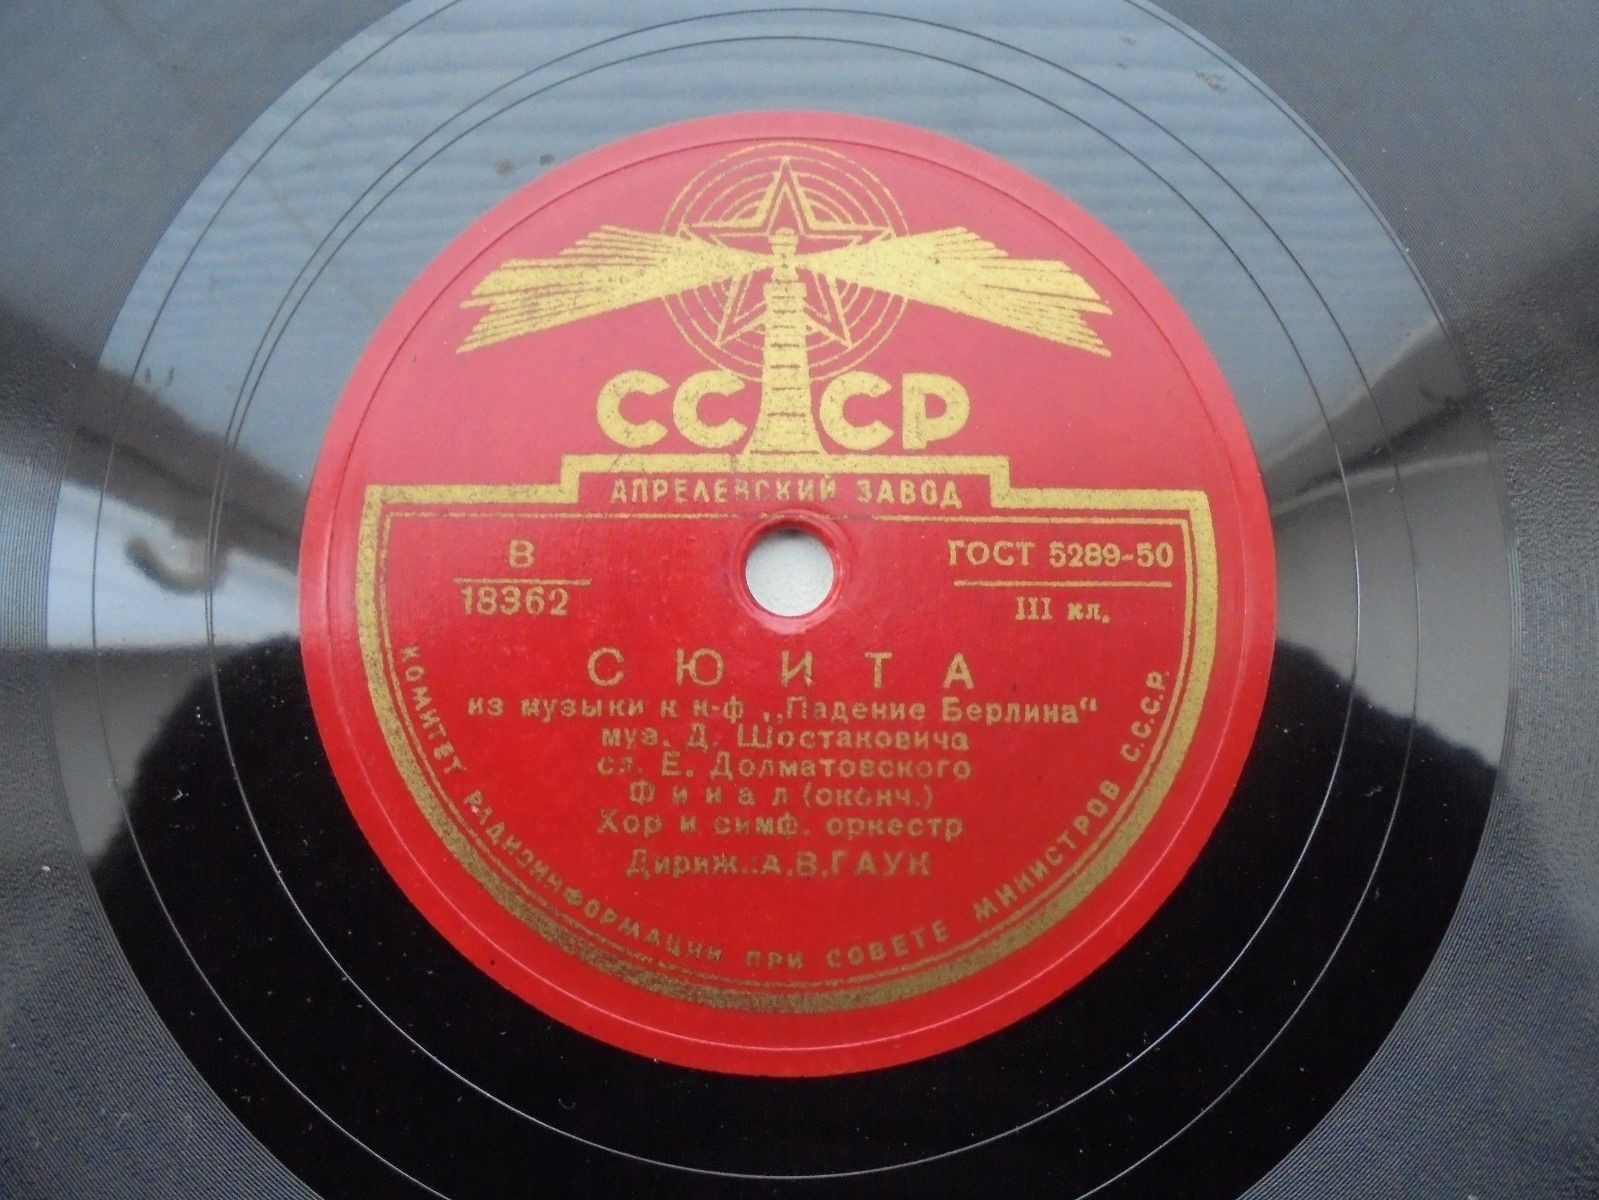 СССР
АПРЕЛЕВСКИЙ ЗАВОД
В
18362
ГОСТ 5289-50
III кл.
СЮИТА
из музыки к к-ф „Падение Берлина“
муз. Д. Шостаковича
сл. Е. Долматовского
Финал (оконч.)
Хор и симф. оркестр
Дириж.: А.В.ГАУК
КОМИТЕТ РАДИОИНФОРМАЦИИ ПРИ СОВЕТЕ МИНИСТРОВ С.С.С.Р.